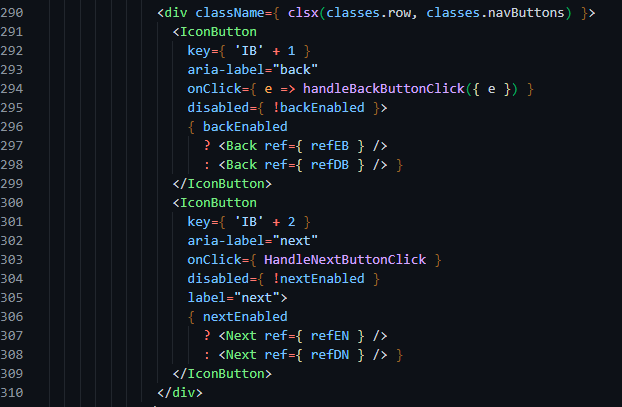 290 <div className={ clsx(classes.row, classes.navButtons) }>
291 <IconButton
292 key={ 'IB' + 1 }
293 aria-label="back"
294 onClick={ e => handleBackButtonClick({ e }) }
295 disabled={ !backEnabled }>
296 { backEnabled
297 ? <Back ref={ refEB } />
298 : <Back ref={ refDB } /> }
299 </IconButton>
300 <IconButton
301 key={ 'IB' + 2 }
302 aria-label="next"
303 onClick={ HandleNextButtonClick }
304 disabled={ !nextEnabled }
305 label="next">
306 { nextEnabled
307 ? <Next ref={ refEN } />
308 : <Next ref={ refDN } /> }
309 </IconButton>
310 </div>